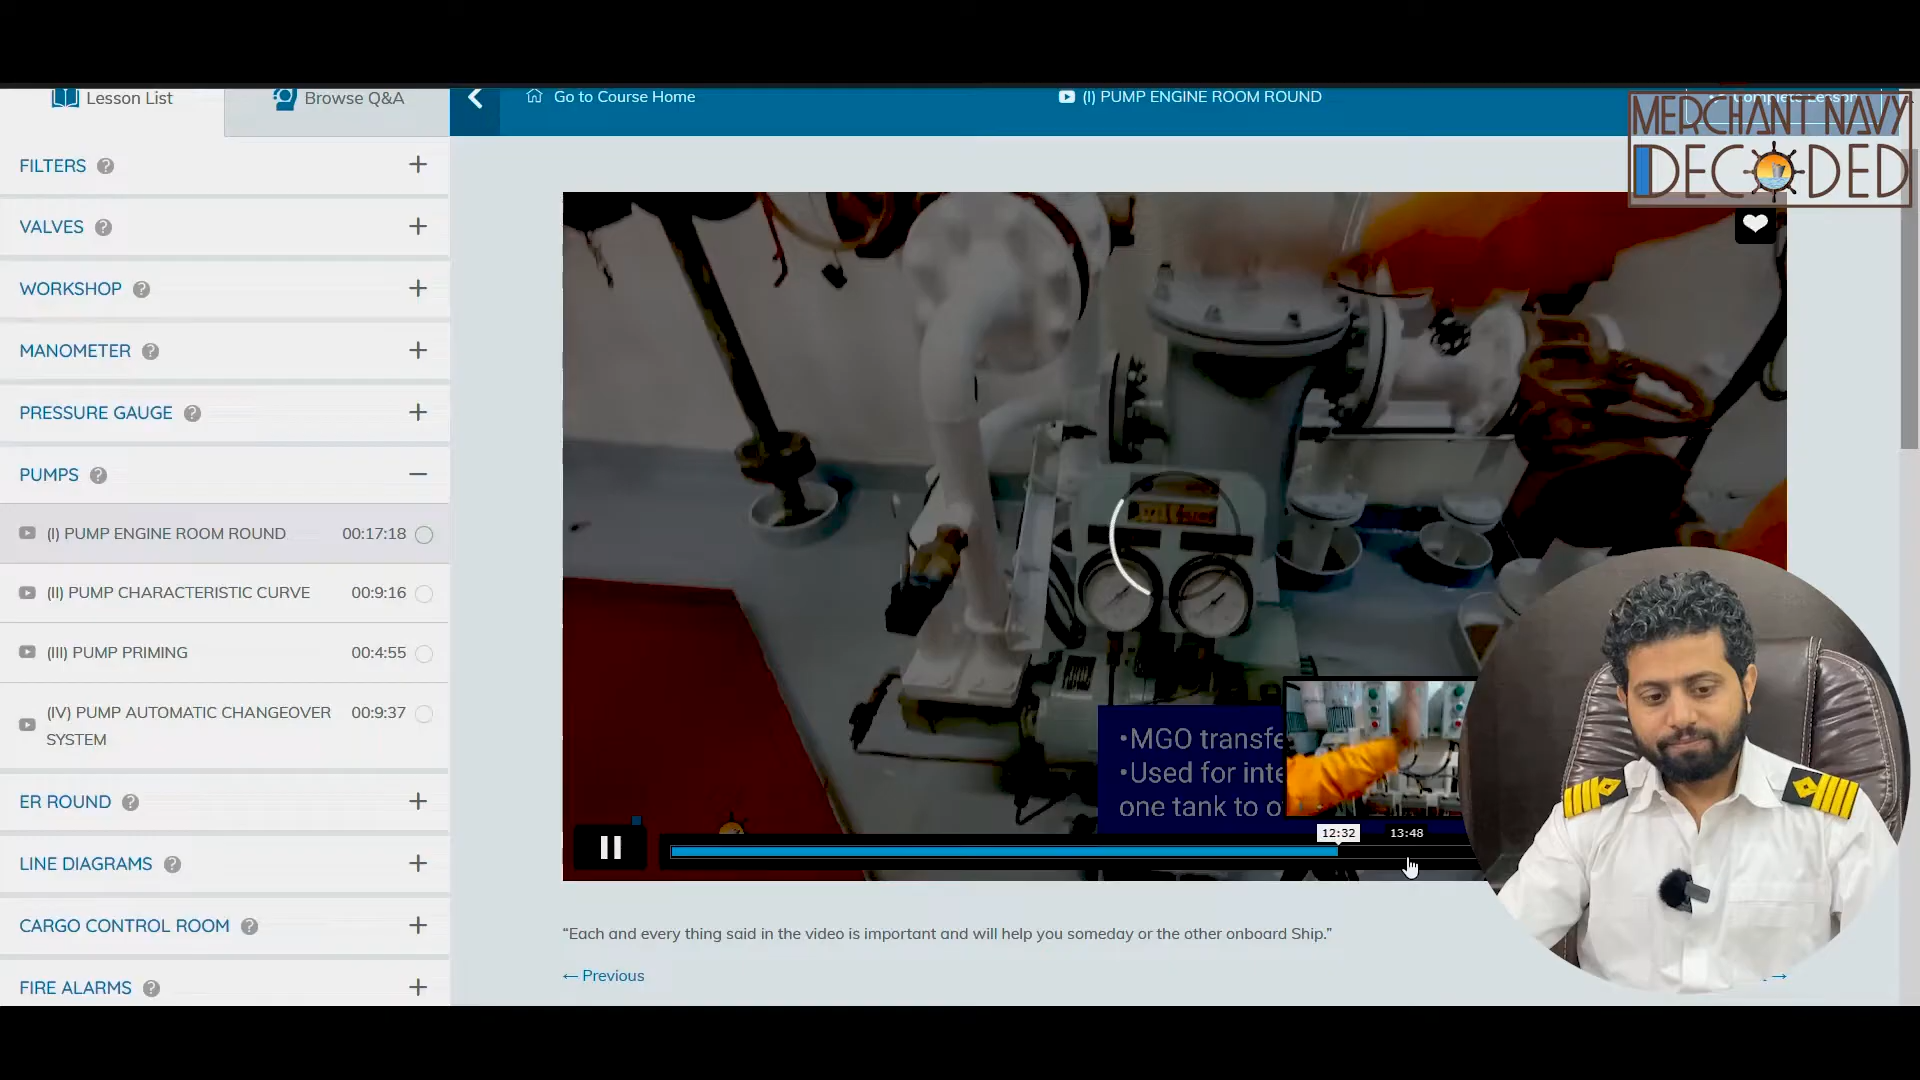 Lesson List
Browse Q&A
Go to Course Home
(I) PUMP ENGINE ROOM ROUND
Complete Lesson
MERCHANT NAVY
DECODED
FILTERS
VALVES
WORKSHOP
MANOMETER
PRESSURE GAUGE
PUMPS
(I) PUMP ENGINE ROOM ROUND 00:17:18
(II) PUMP CHARACTERISTIC CURVE 00:9:16
(III) PUMP PRIMING 00:4:55
(IV) PUMP AUTOMATIC CHANGEOVER 00:9:37
SYSTEM
ER ROUND
LINE DIAGRAMS
CARGO CONTROL ROOM
FIRE ALARMS
•MGO transfe
•Used for inte
one tank to o
12:32
13:48
“Each and every thing said in the video is important and will help you someday or the other onboard Ship.”
← Previous
→